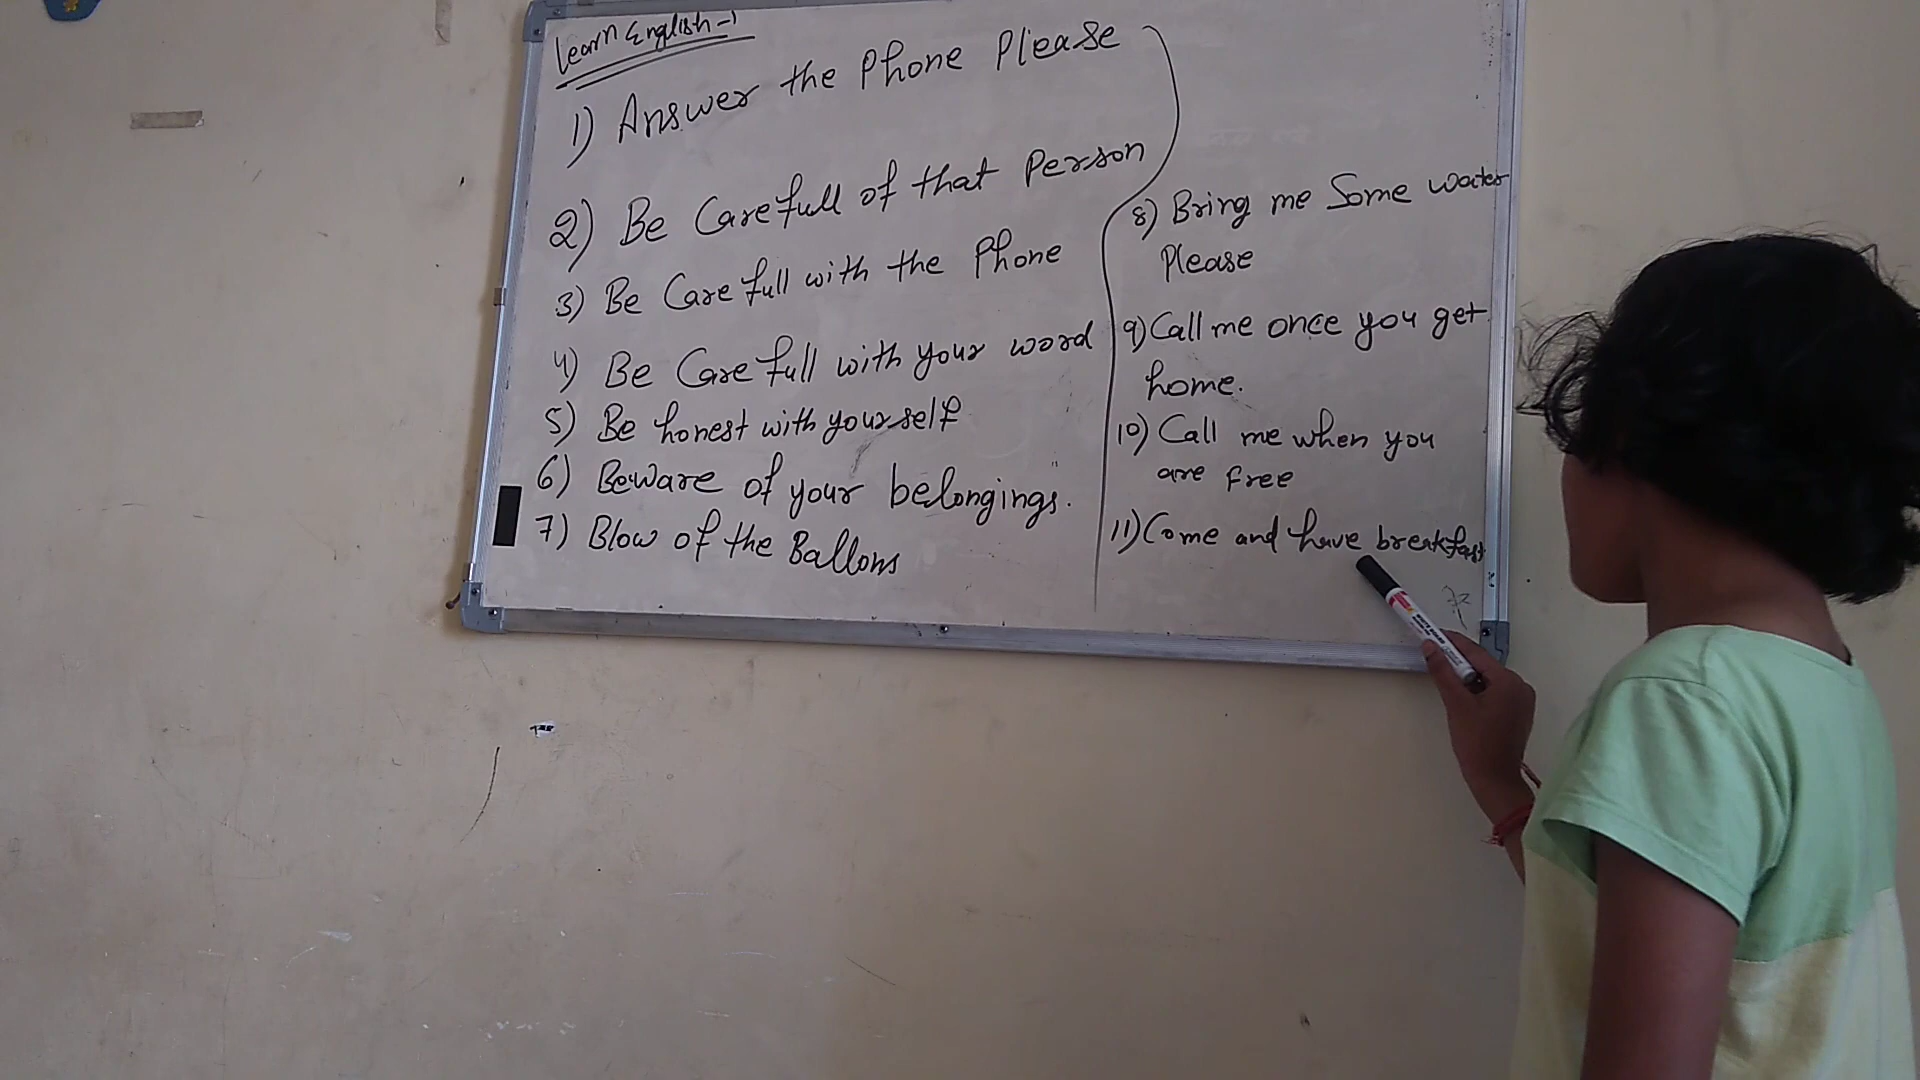 Learn English-1
1) Answer the Phone Please
2) Be Carefull of that Person
3) Be Carefull with the Phone
4) Be Carefull with your word
5) Be honest with yourself
6) Beware of your belongings.
7) Blow of the Ballons
8) Bring me Some water
Please
9) Call me once you get
home.
10) Call me when you
are free
11) Come and have breakfast